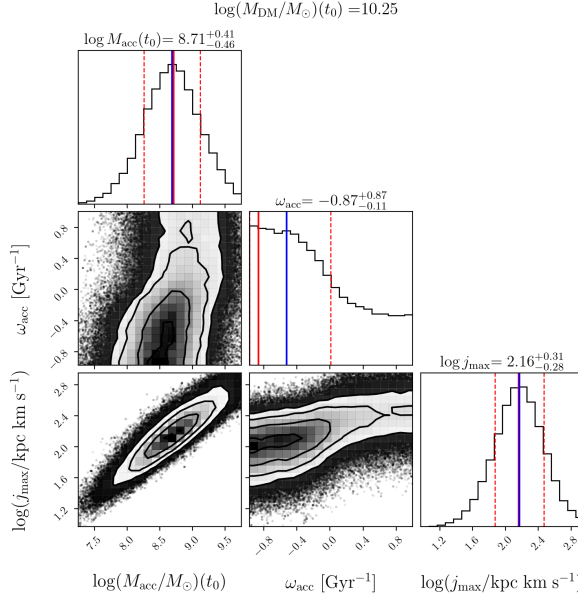 log(M_DM/M_⊙)(t_0) =10.25
log M_acc(t_0)= 8.71^{+0.41}_{−0.46}
ω_acc= −0.87^{+0.87}_{−0.11}
ω_acc [Gyr^{−1}]
0.8
0.4
0.0
−0.4
−0.8
log j_max= 2.16^{+0.31}_{−0.28}
log(j_max/kpc km s^{−1})
2.8
2.4
2.0
1.6
1.2
7.5
8.0
8.5
9.0
9.5
−0.8
−0.4
0.0
0.4
0.8
1.2
1.6
2.0
2.4
2.8
log(M_acc/M_⊙)(t_0)
ω_acc [Gyr^{−1}]
log(j_max/kpc km s^{−1})